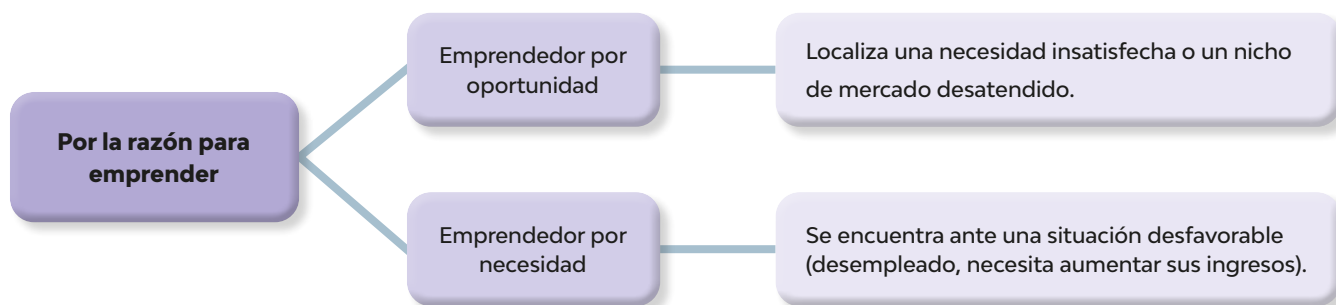 Por la razón para
emprender
Emprendedor por
oportunidad
Localiza una necesidad insatisfecha o un nicho
de mercado desatendido.
Emprendedor por
necesidad
Se encuentra ante una situación desfavorable
(desempleado, necesita aumentar sus ingresos).